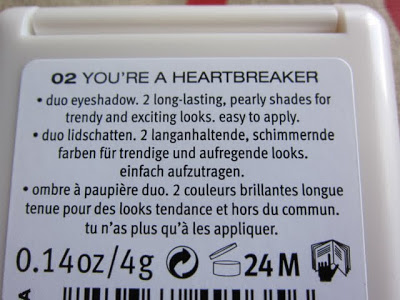 02 YOU'RE A HEARTBREAKER
• duo eyeshadow. 2 long-lasting, pearly shades for
trendy and exciting looks. easy to apply.
• duo lidschatten. 2 langanhaltende, schimmernde
farben für trendige und aufregende looks.
einfach aufzutragen.
• ombre à paupière duo. 2 couleurs brillantes longue
tenue pour des looks tendance et hors du commun.
tu n'as plus qu'à les appliquer.
0.14oz/4g 24M
A